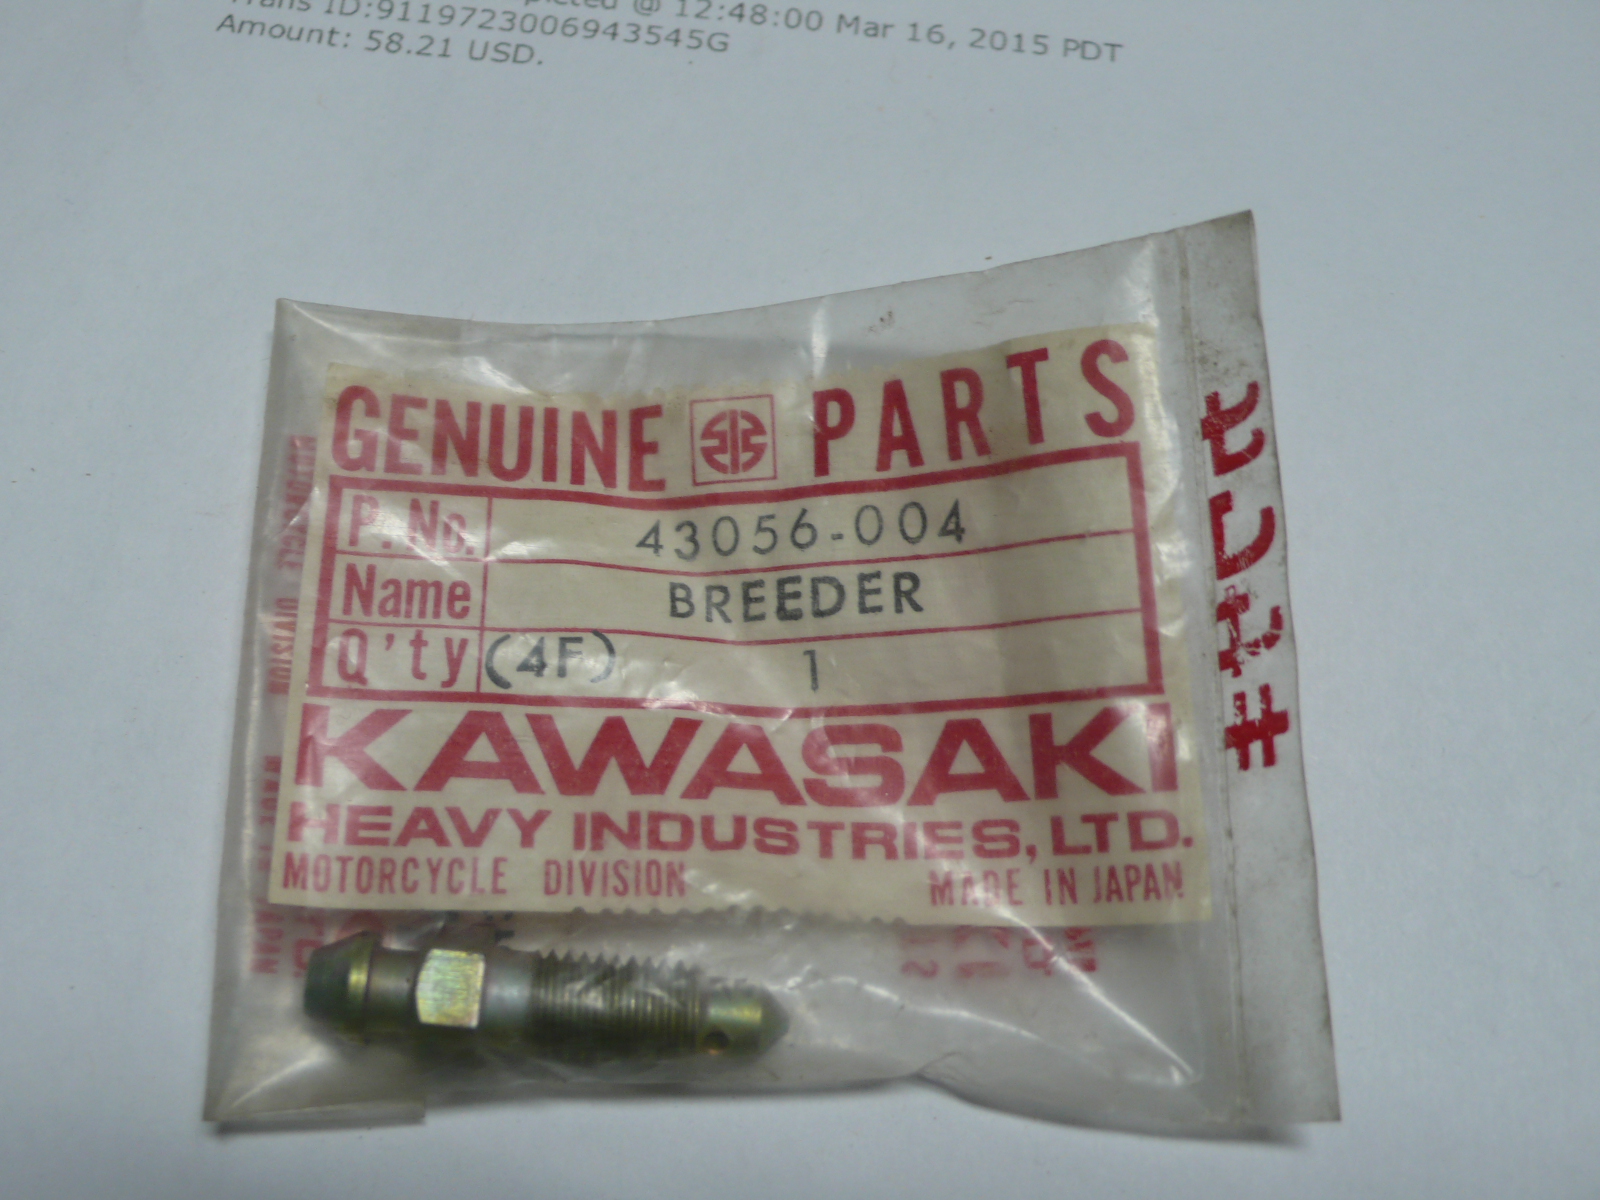 @ 12:48:00 Mar 16, 2015 PDT
Trans ID:9119723006943545G
Amount: 58.21 USD.
GENUINE PARTS
P.No. 43056-004
Name BREEDER
Q'ty (4F) 1
KAWASAKI
HEAVY INDUSTRIES, LTD.
MOTORCYCLE DIVISION MADE IN JAPAN